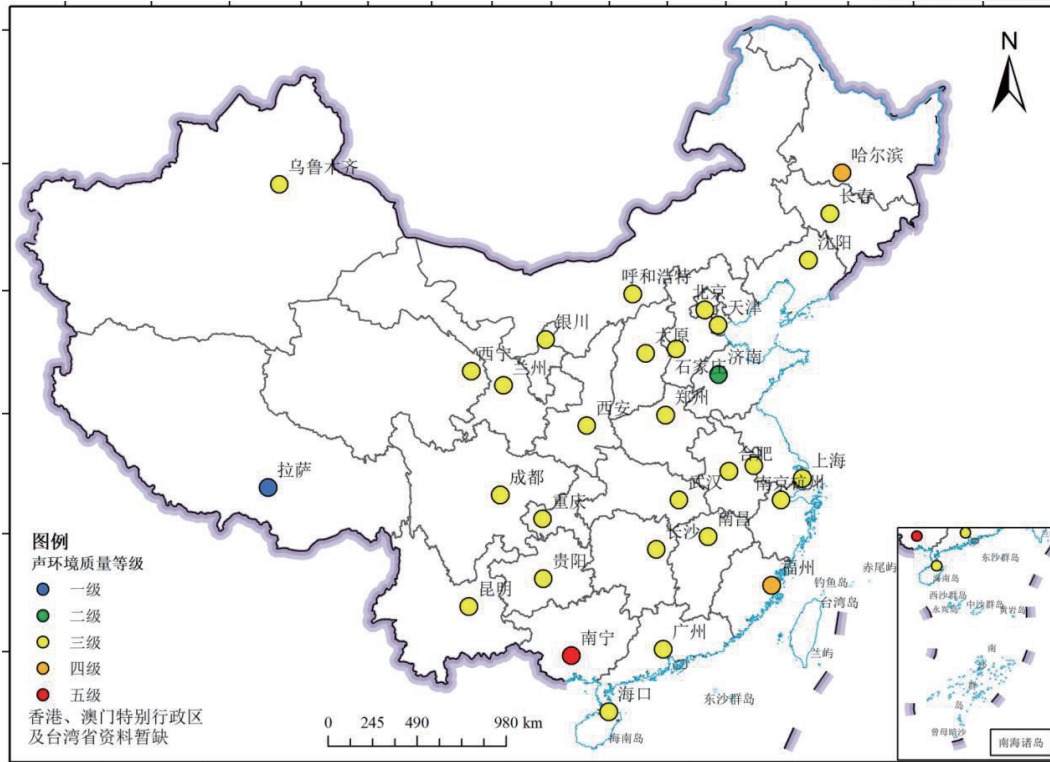 N
哈尔滨
乌鲁木齐
长春
沈阳
呼和浩特
北京
天津
银川
太原
西宁
兰州
石家庄
济南
郑州
西安
合肥
上海
拉萨
成都
武汉
南京
杭州
重庆
长沙
南昌
贵阳
福州
钓鱼岛
赤尾屿
昆明
台湾岛
南宁
广州
兰屿
海口
东沙群岛
海南岛
图例
声环境质量等级
一级
二级
三级
四级
五级
香港、澳门特别行政区
及台湾省资料暂缺
0 245 490 980 km
东沙群岛
海南岛
西沙群岛
中沙群岛
永兴岛
黄岩岛
南
沙
群
岛
曾母暗沙
南海诸岛